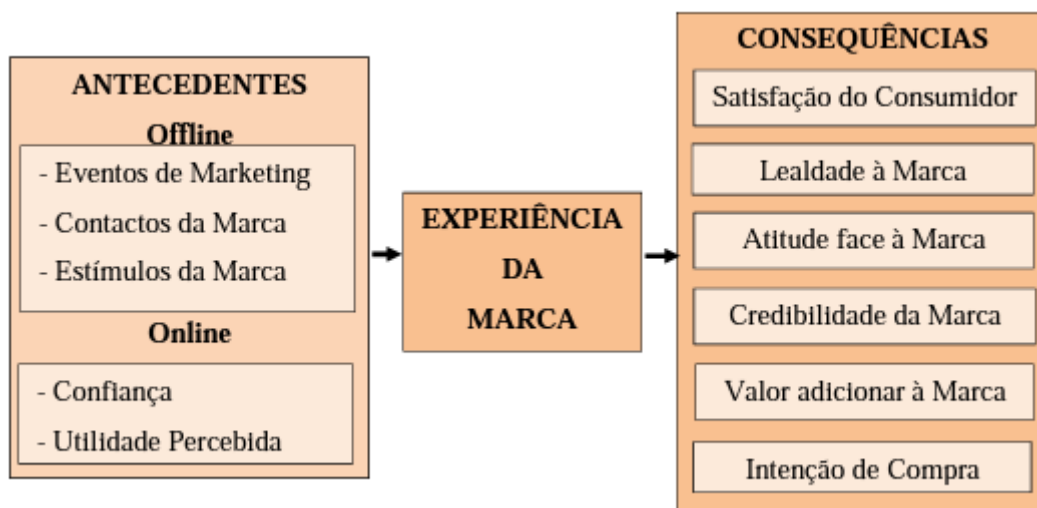 ANTECEDENTES
Offline
- Eventos de Marketing
- Contactos da Marca
- Estímulos da Marca
Online
- Confiança
- Utilidade Percebida
EXPERIÊNCIA
DA
MARCA
CONSEQUÊNCIAS
Satisfação do Consumidor
Lealdade à Marca
Atitude face à Marca
Credibilidade da Marca
Valor adicionar à Marca
Intenção de Compra